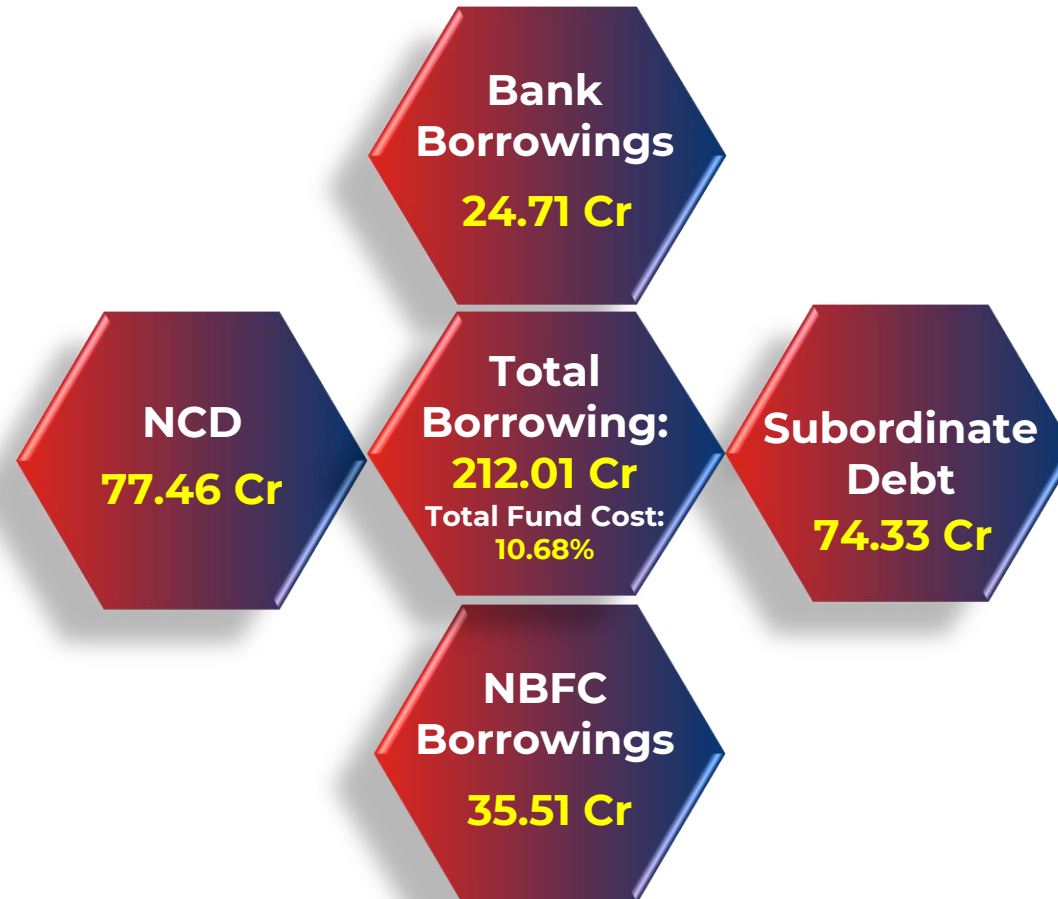 Bank
Borrowings
24.71 Cr
NCD
77.46 Cr
Total
Borrowing:
212.01 Cr
Total Fund Cost:
10.68%
Subordinate
Debt
74.33 Cr
NBFC
Borrowings
35.51 Cr